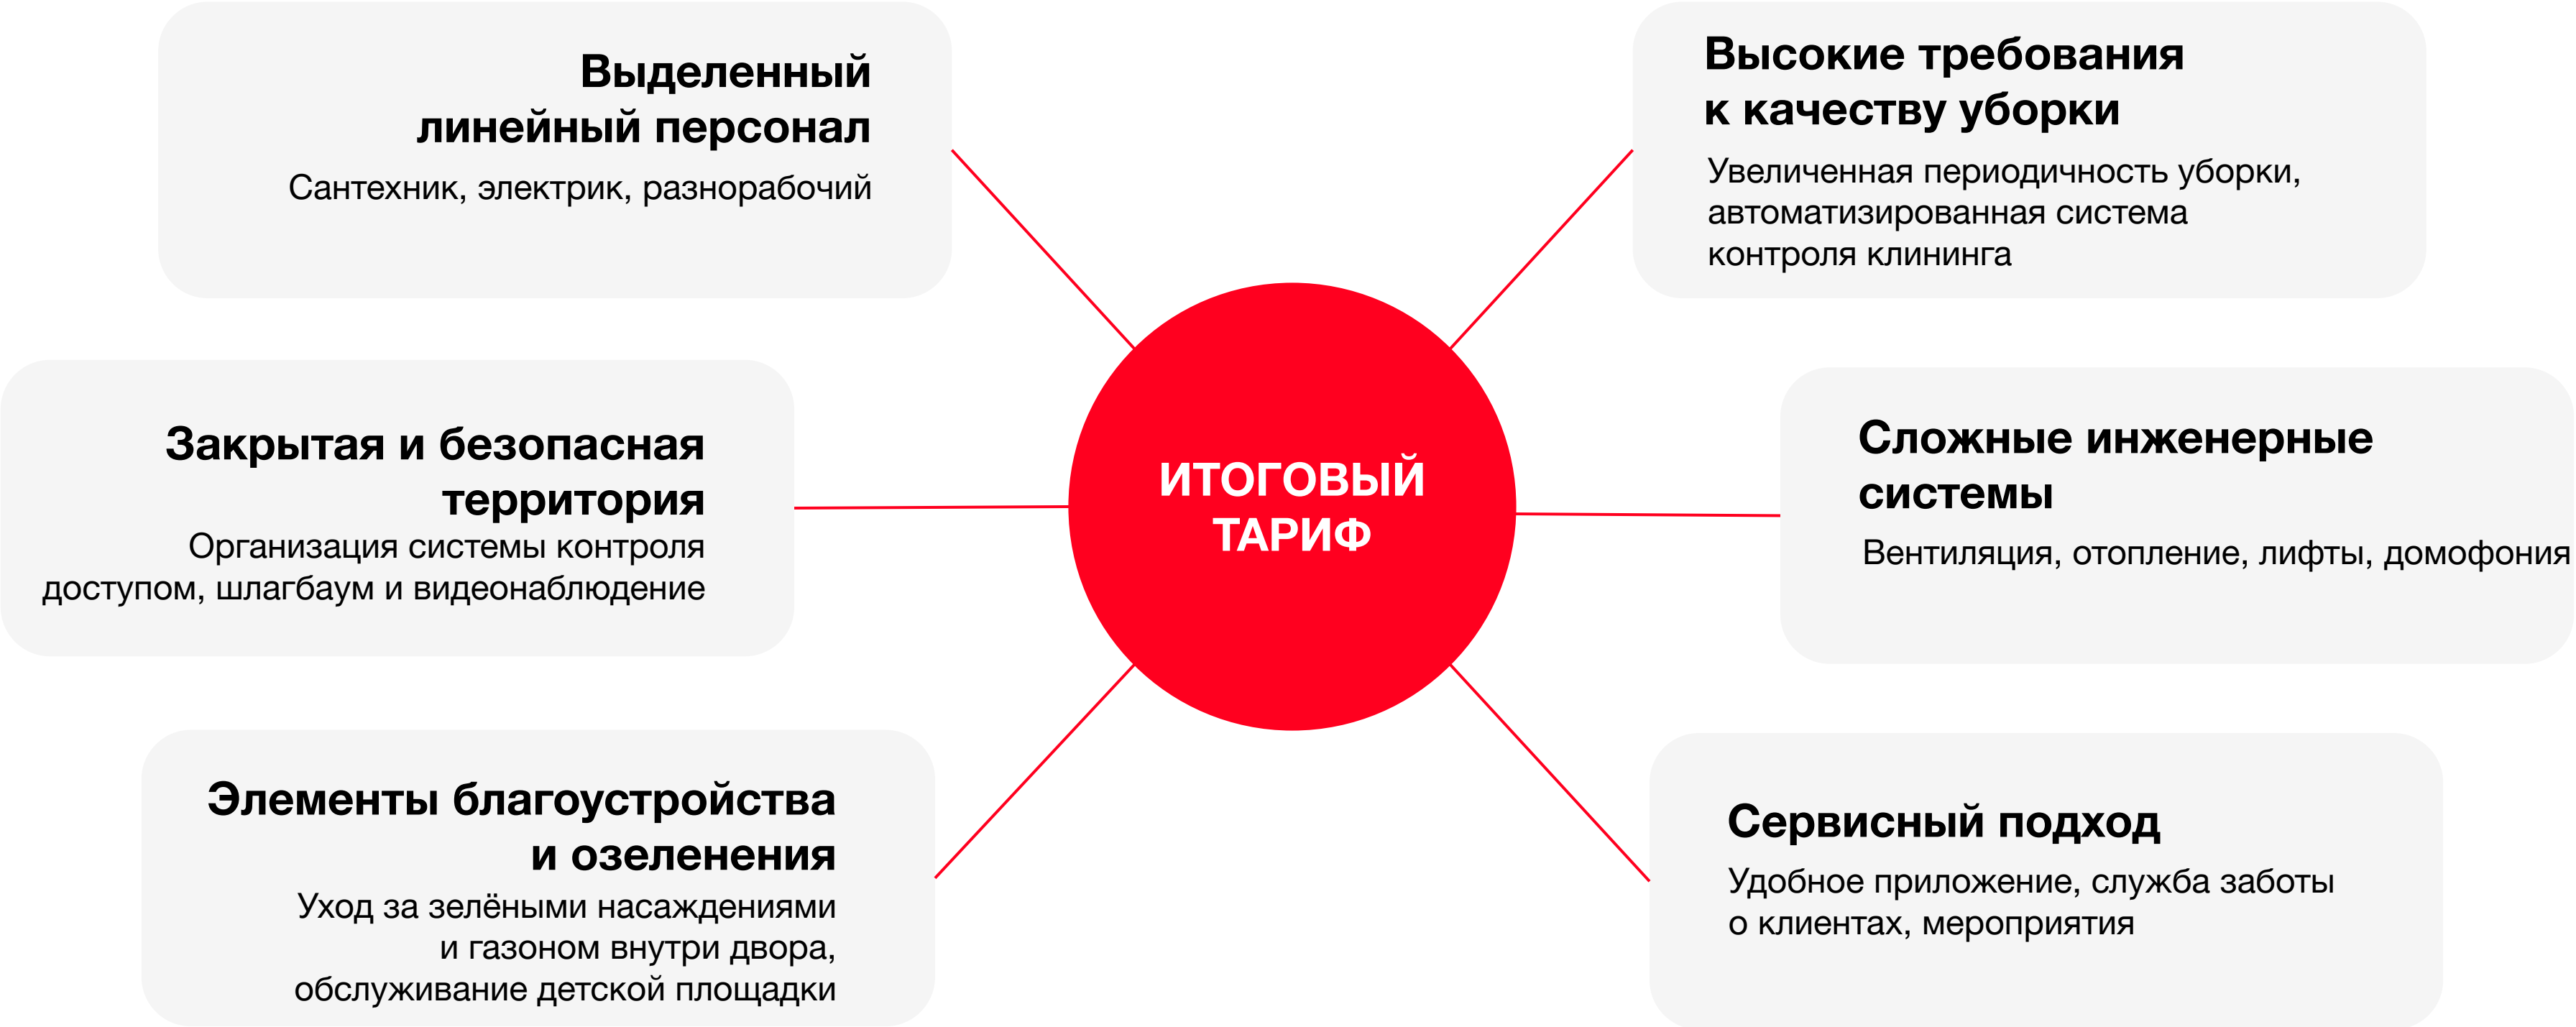 Выделенный
линейный персонал
Сантехник, электрик, разнорабочий
Закрытая и безопасная
территория
Организация системы контроля
доступом, шлагбаум и видеонаблюдение
Элементы благоустройства
и озеленения
Уход за зелёными насаждениями
и газоном внутри двора,
обслуживание детской площадки
ИТОГОВЫЙ
ТАРИФ
Высокие требования
к качеству уборки
Увеличенная периодичность уборки,
автоматизированная система
контроля клининга
Сложные инженерные
системы
Вентиляция, отопление, лифты, домофония
Сервисный подход
Удобное приложение, служба заботы
о клиентах, мероприятия